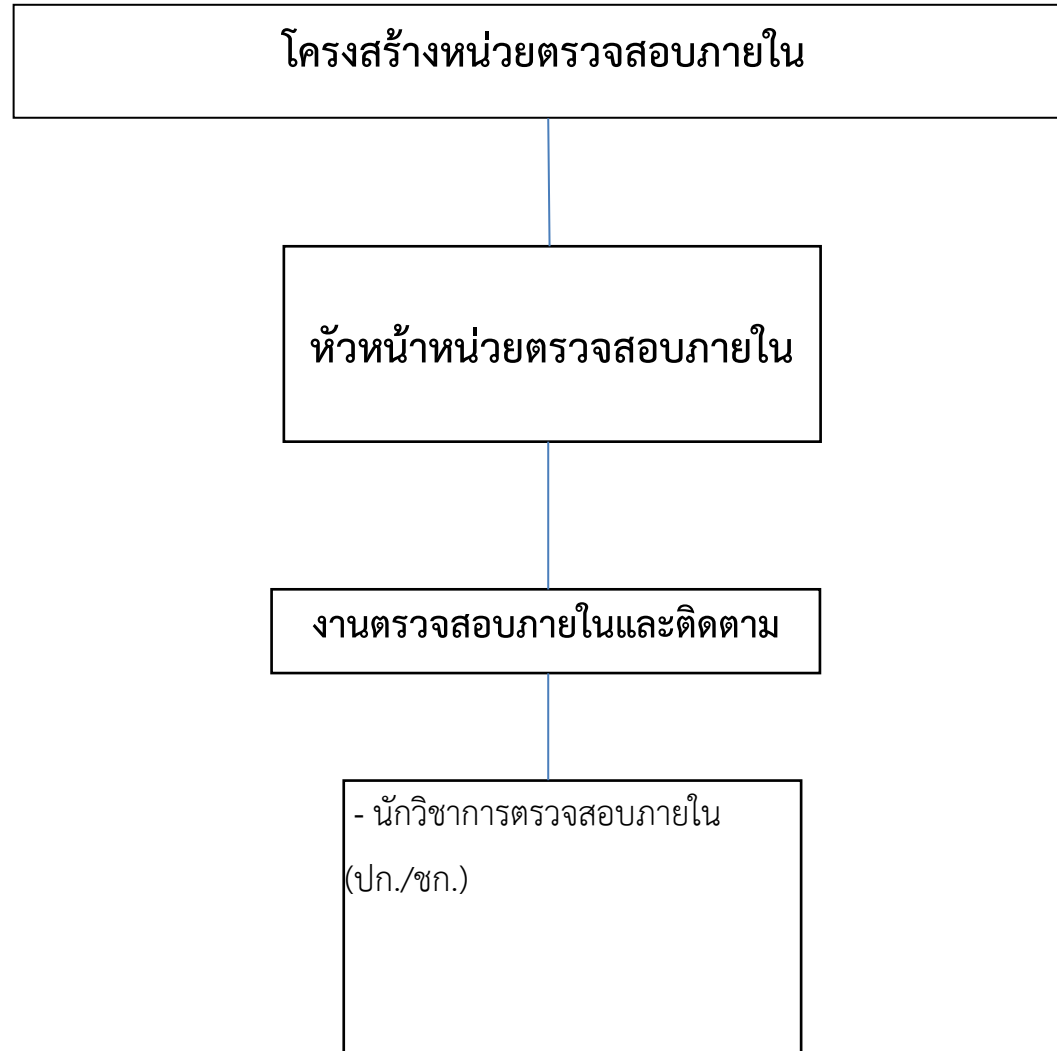 โครงสร้างหน่วยตรวจสอบภายใน
หัวหน้าหน่วยตรวจสอบภายใน
งานตรวจสอบภายในและติดตาม
- นักวิชาการตรวจสอบภายใน
(ปก./ชก.)